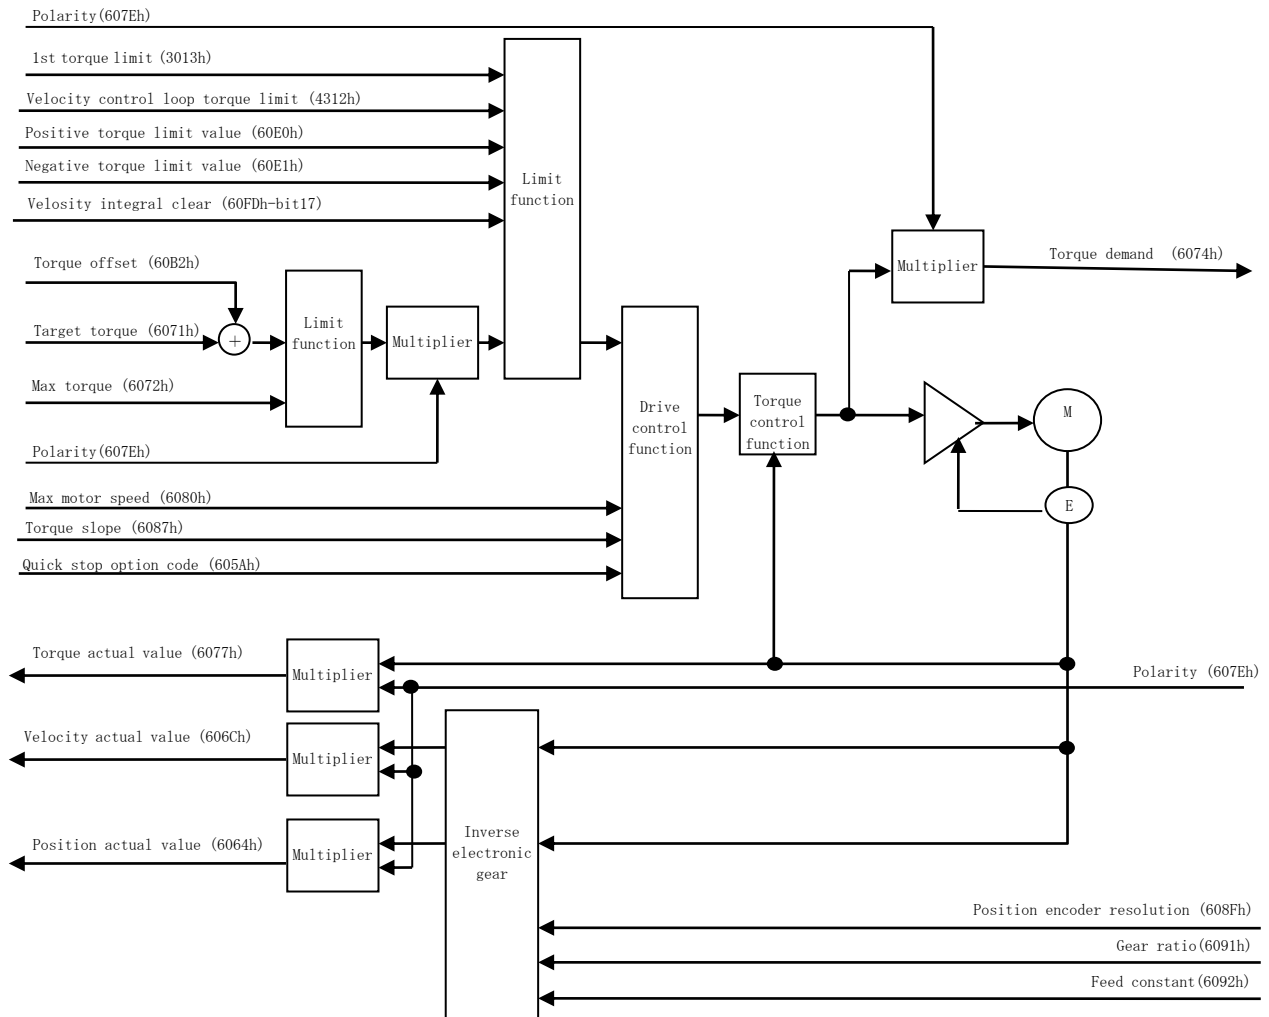 Polarity(607Eh)
1st torque limit (3013h)
Velocity control loop torque limit (4312h)
Positive torque limit value (60E0h)
Negative torque limit value (60E1h)
Velosity integral clear (60FDh-bit17)
Limit
function
Torque offset (60B2h)
Target torque (6071h)
+
Max torque (6072h)
Polarity(607Eh)
Limit
function
Multiplier
Multiplier
Torque demand (6074h)
Max motor speed (6080h)
Torque slope (6087h)
Quick stop option code (605Ah)
Drive
control
function
Torque
control
function
M
E
Torque actual value (6077h)
Multiplier
Polarity (607Eh)
Velocity actual value (606Ch)
Multiplier
Position actual value (6064h)
Multiplier
Inverse
electronic
gear
Position encoder resolution (608Fh)
Gear ratio(6091h)
Feed constant(6092h)